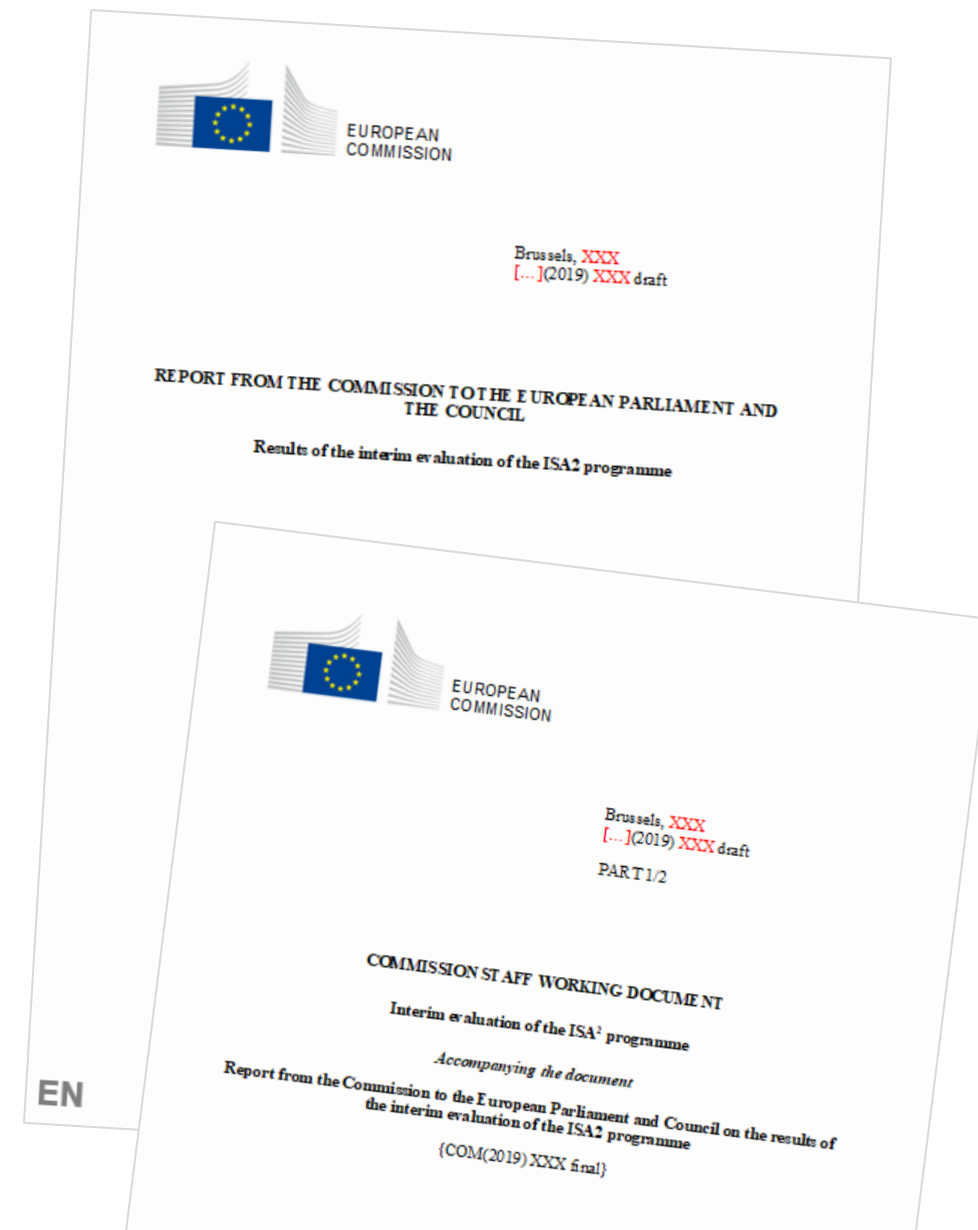 EUROPEAN
COMMISSION
Brussels, XXX
[…](2019) XXX draft
REPORT FROM THE COMMISSION TO THE EUROPEAN PARLIAMENT AND
THE COUNCIL
Results of the interim evaluation of the ISA2 programme
EN
EUROPEAN
COMMISSION
Brussels, XXX
[…](2019) XXX draft
PART 1/2
COMMISSION STAFF WORKING DOCUMENT
Interim evaluation of the ISA² programme
Accompanying the document
Report from the Commission to the European Parliament and Council on the results of
the interim evaluation of the ISA2 programme
{COM(2019) XXX final}